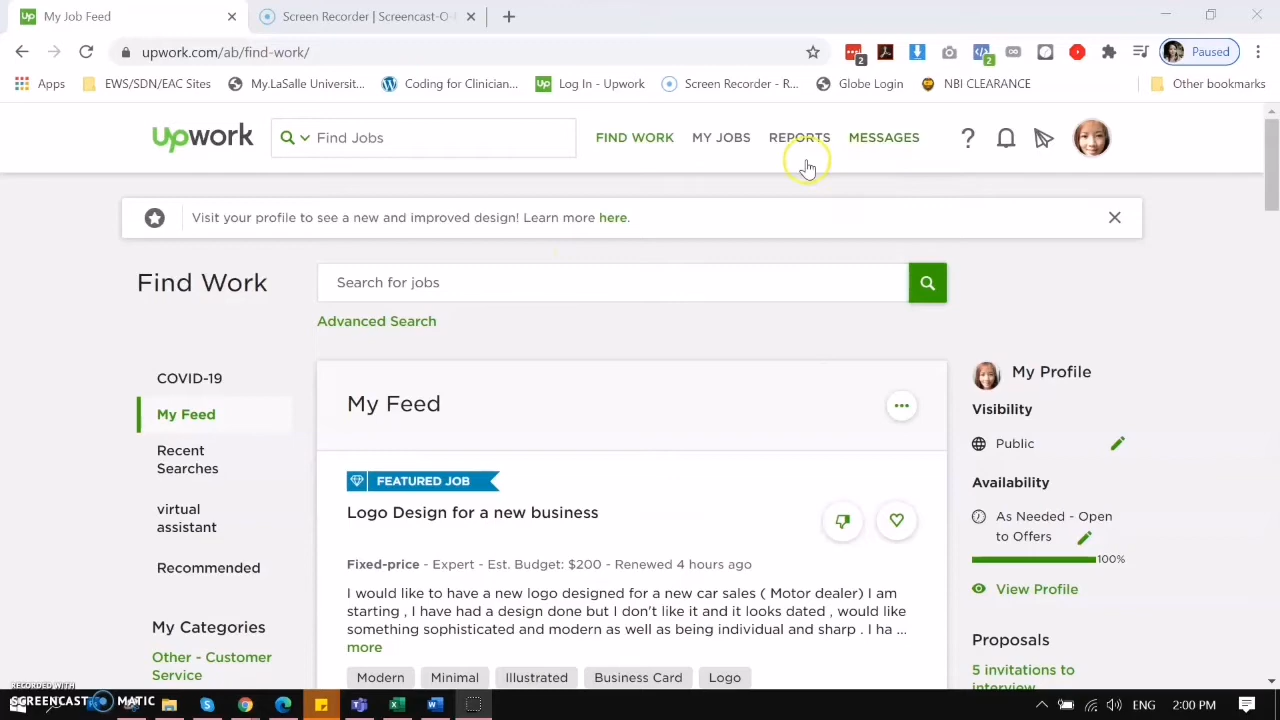 My Job Feed
Screen Recorder | Screencast-O-
upwork.com/ab/find-work/
2
2
Paused
Apps
EWS/SDN/EAC Sites
My.LaSalle Universit...
Coding for Clinician...
Up
Log In - Upwork
Screen Recorder - R...
Globe Login
NBI CLEARANCE
Other bookmarks
upwork
Find Jobs
FIND WORK
MY JOBS
REPORTS
MESSAGES
?
Visit your profile to see a new and improved design! Learn more here.
Find Work
Search for jobs
Advanced Search
COVID-19
My Feed
Recent
Searches
virtual
assistant
Recommended
My Categories
Other - Customer
Service
My Feed
FEATURED JOB
Logo Design for a new business
Fixed-price - Expert - Est. Budget: $200 - Renewed 4 hours ago
I would like to have a new logo designed for a new car sales ( Motor dealer) I am
starting , I have had a design done but I don't like it and it looks dated , would like
something sophisticated and modern as well as being individual and sharp . I ha ...
more
Modern
Minimal
Illustrated
Business Card
Logo
My Profile
Visibility
Public
Availability
As Needed - Open
to Offers
100%
View Profile
Proposals
5 invitations to
interview
RECORDED WITH
SCREENCAST MATIC
ENG
2:00 PM